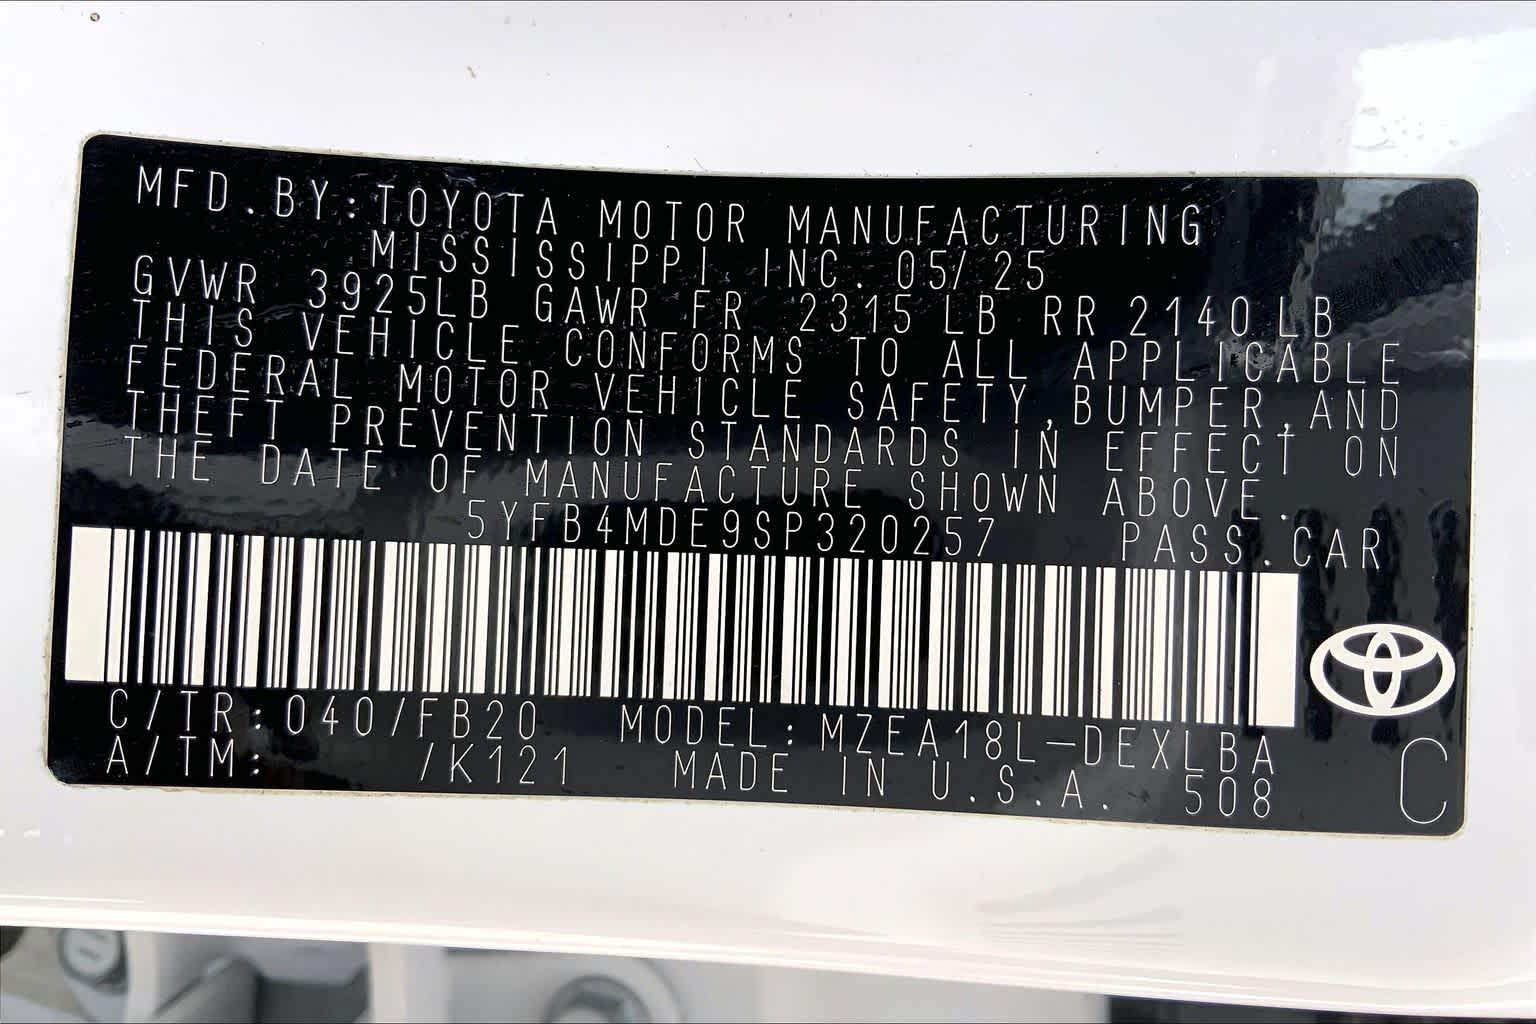 MFD.BY:TOYOTA MOTOR MANUFACTURING
MISSISSIPPI, INC. 05/25
GVWR 3925LB GAWR FR 2315 LB RR 2140 LB
THIS VEHICLE CONFORMS TO ALL APPLICABLE
FEDERAL MOTOR VEHICLE SAFETY, BUMPER, AND
THEFT PREVENTION STANDARDS IN EFFECT ON
THE DATE OF MANUFACTURE SHOWN ABOVE.
5YFB4MDE9SP320257 PASS.CAR
C/TR: 040/FB20 MODEL: MZEA18L-DEXLBA
A/TM: /K121 MADE IN U.S.A. 508
C